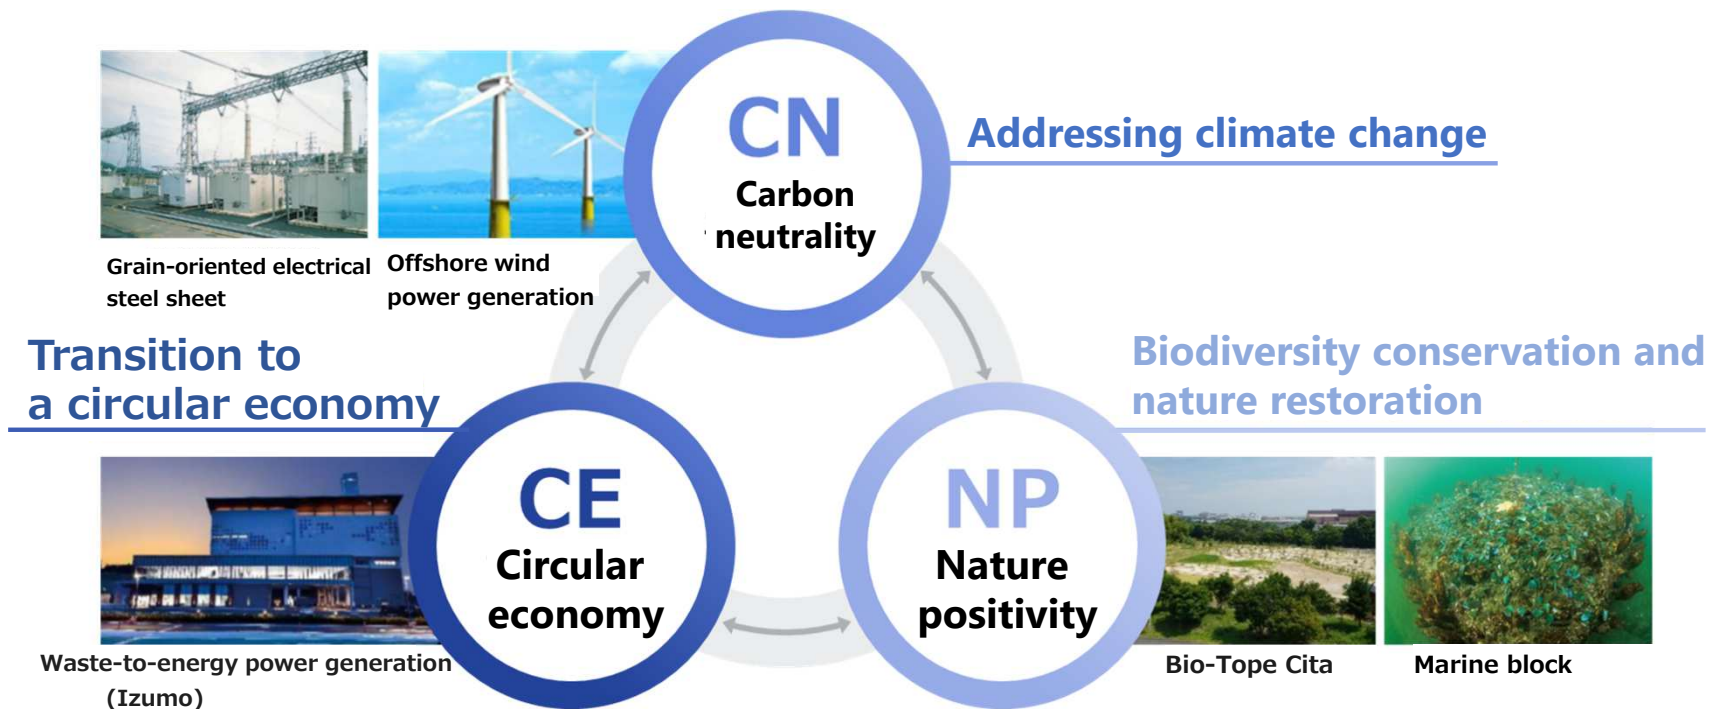 CN
Carbon
neutrality
Addressing climate change
Grain-oriented electrical
steel sheet
Offshore wind
power generation
Transition to
a circular economy
Biodiversity conservation and
nature restoration
CE
Circular
economy
NP
Nature
positivity
Waste-to-energy power generation
(Izumo)
Bio-Tope Cita
Marine block